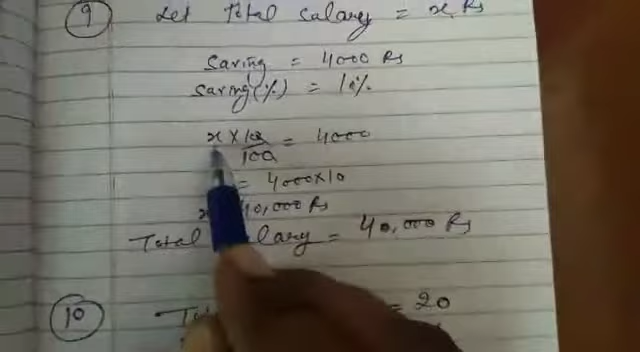 9 Let Total Salary = x Rs
Saving = 4000 Rs
Saving (%) = 10%
x × 10/100 = 4000
= 4000×10
40,000 Rs
Total Salary = 40,000 Rs
10 = 20